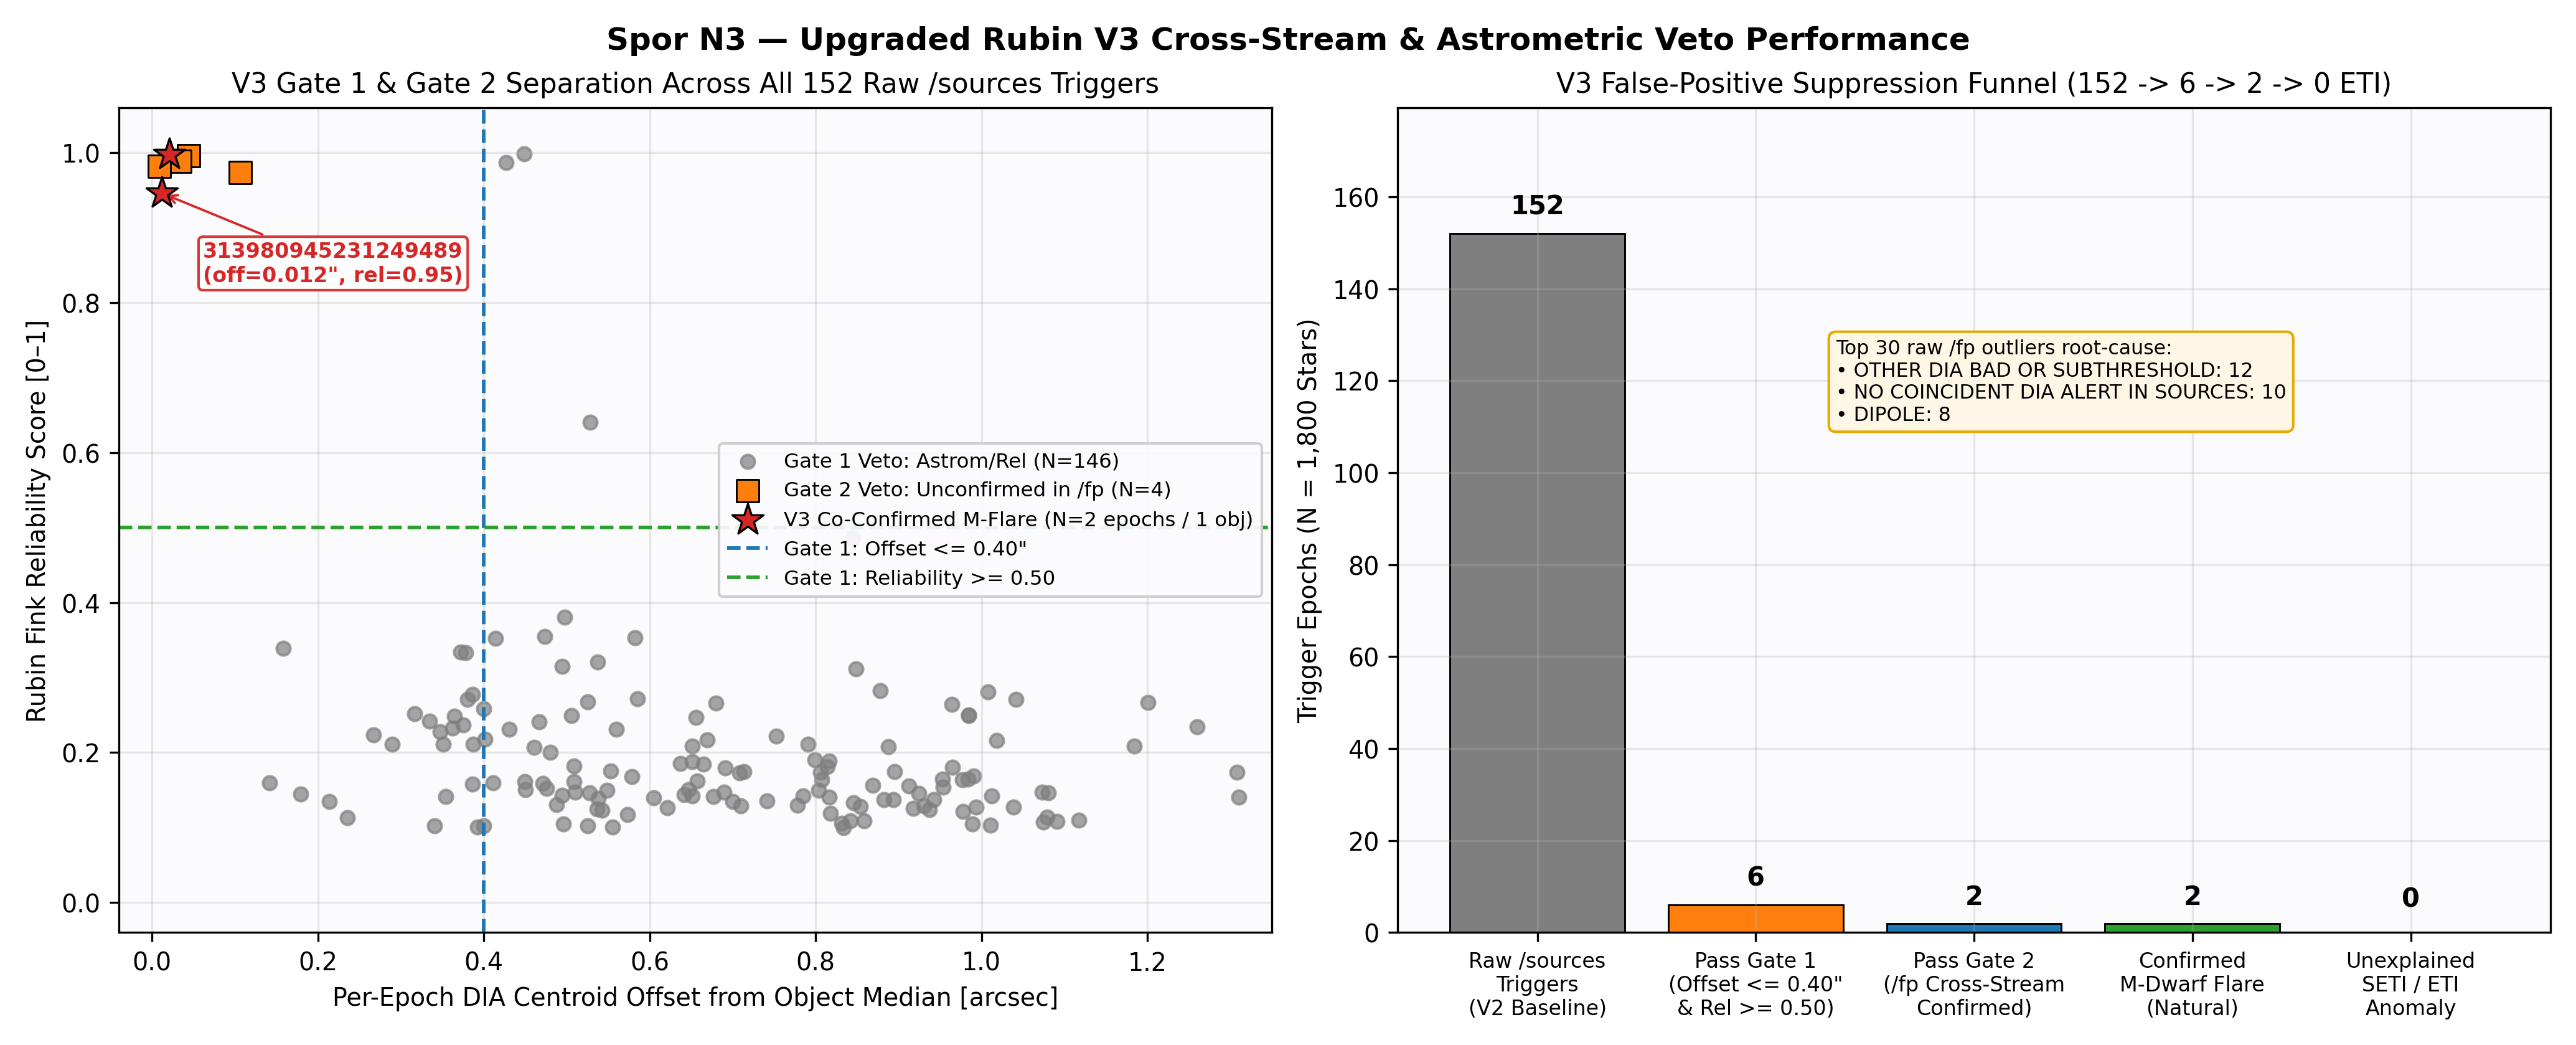 Spor N3 — Upgraded Rubin V3 Cross-Stream & Astrometric Veto Performance
V3 Gate 1 & Gate 2 Separation Across All 152 Raw /sources Triggers
Rubin Fink Reliability Score [0–1]
1.0
0.8
0.6
0.4
0.2
0.0
313980945231249489
(off=0.012", rel=0.95)
Gate 1 Veto: Astrom/Rel (N=146)
Gate 2 Veto: Unconfirmed in /fp (N=4)
V3 Co-Confirmed M-Flare (N=2 epochs / 1 obj)
Gate 1: Offset <= 0.40"
Gate 1: Reliability >= 0.50
0.0 0.2 0.4 0.6 0.8 1.0 1.2
Per-Epoch DIA Centroid Offset from Object Median [arcsec]
V3 False-Positive Suppression Funnel (152 -> 6 -> 2 -> 0 ETI)
Trigger Epochs (N = 1,800 Stars)
160
140
120
100
80
60
40
20
0
152
6
2
2
0
Top 30 raw /fp outliers root-cause:
• OTHER DIA BAD OR SUBTHRESHOLD: 12
• NO COINCIDENT DIA ALERT IN SOURCES: 10
• DIPOLE: 8
Raw /sources
Triggers
(V2 Baseline)
Pass Gate 1
(Offset <= 0.40"
& Rel >= 0.50)
Pass Gate 2
(/fp Cross-Stream
Confirmed)
Confirmed
M-Dwarf Flare
(Natural)
Unexplained
SETI / ETI
Anomaly